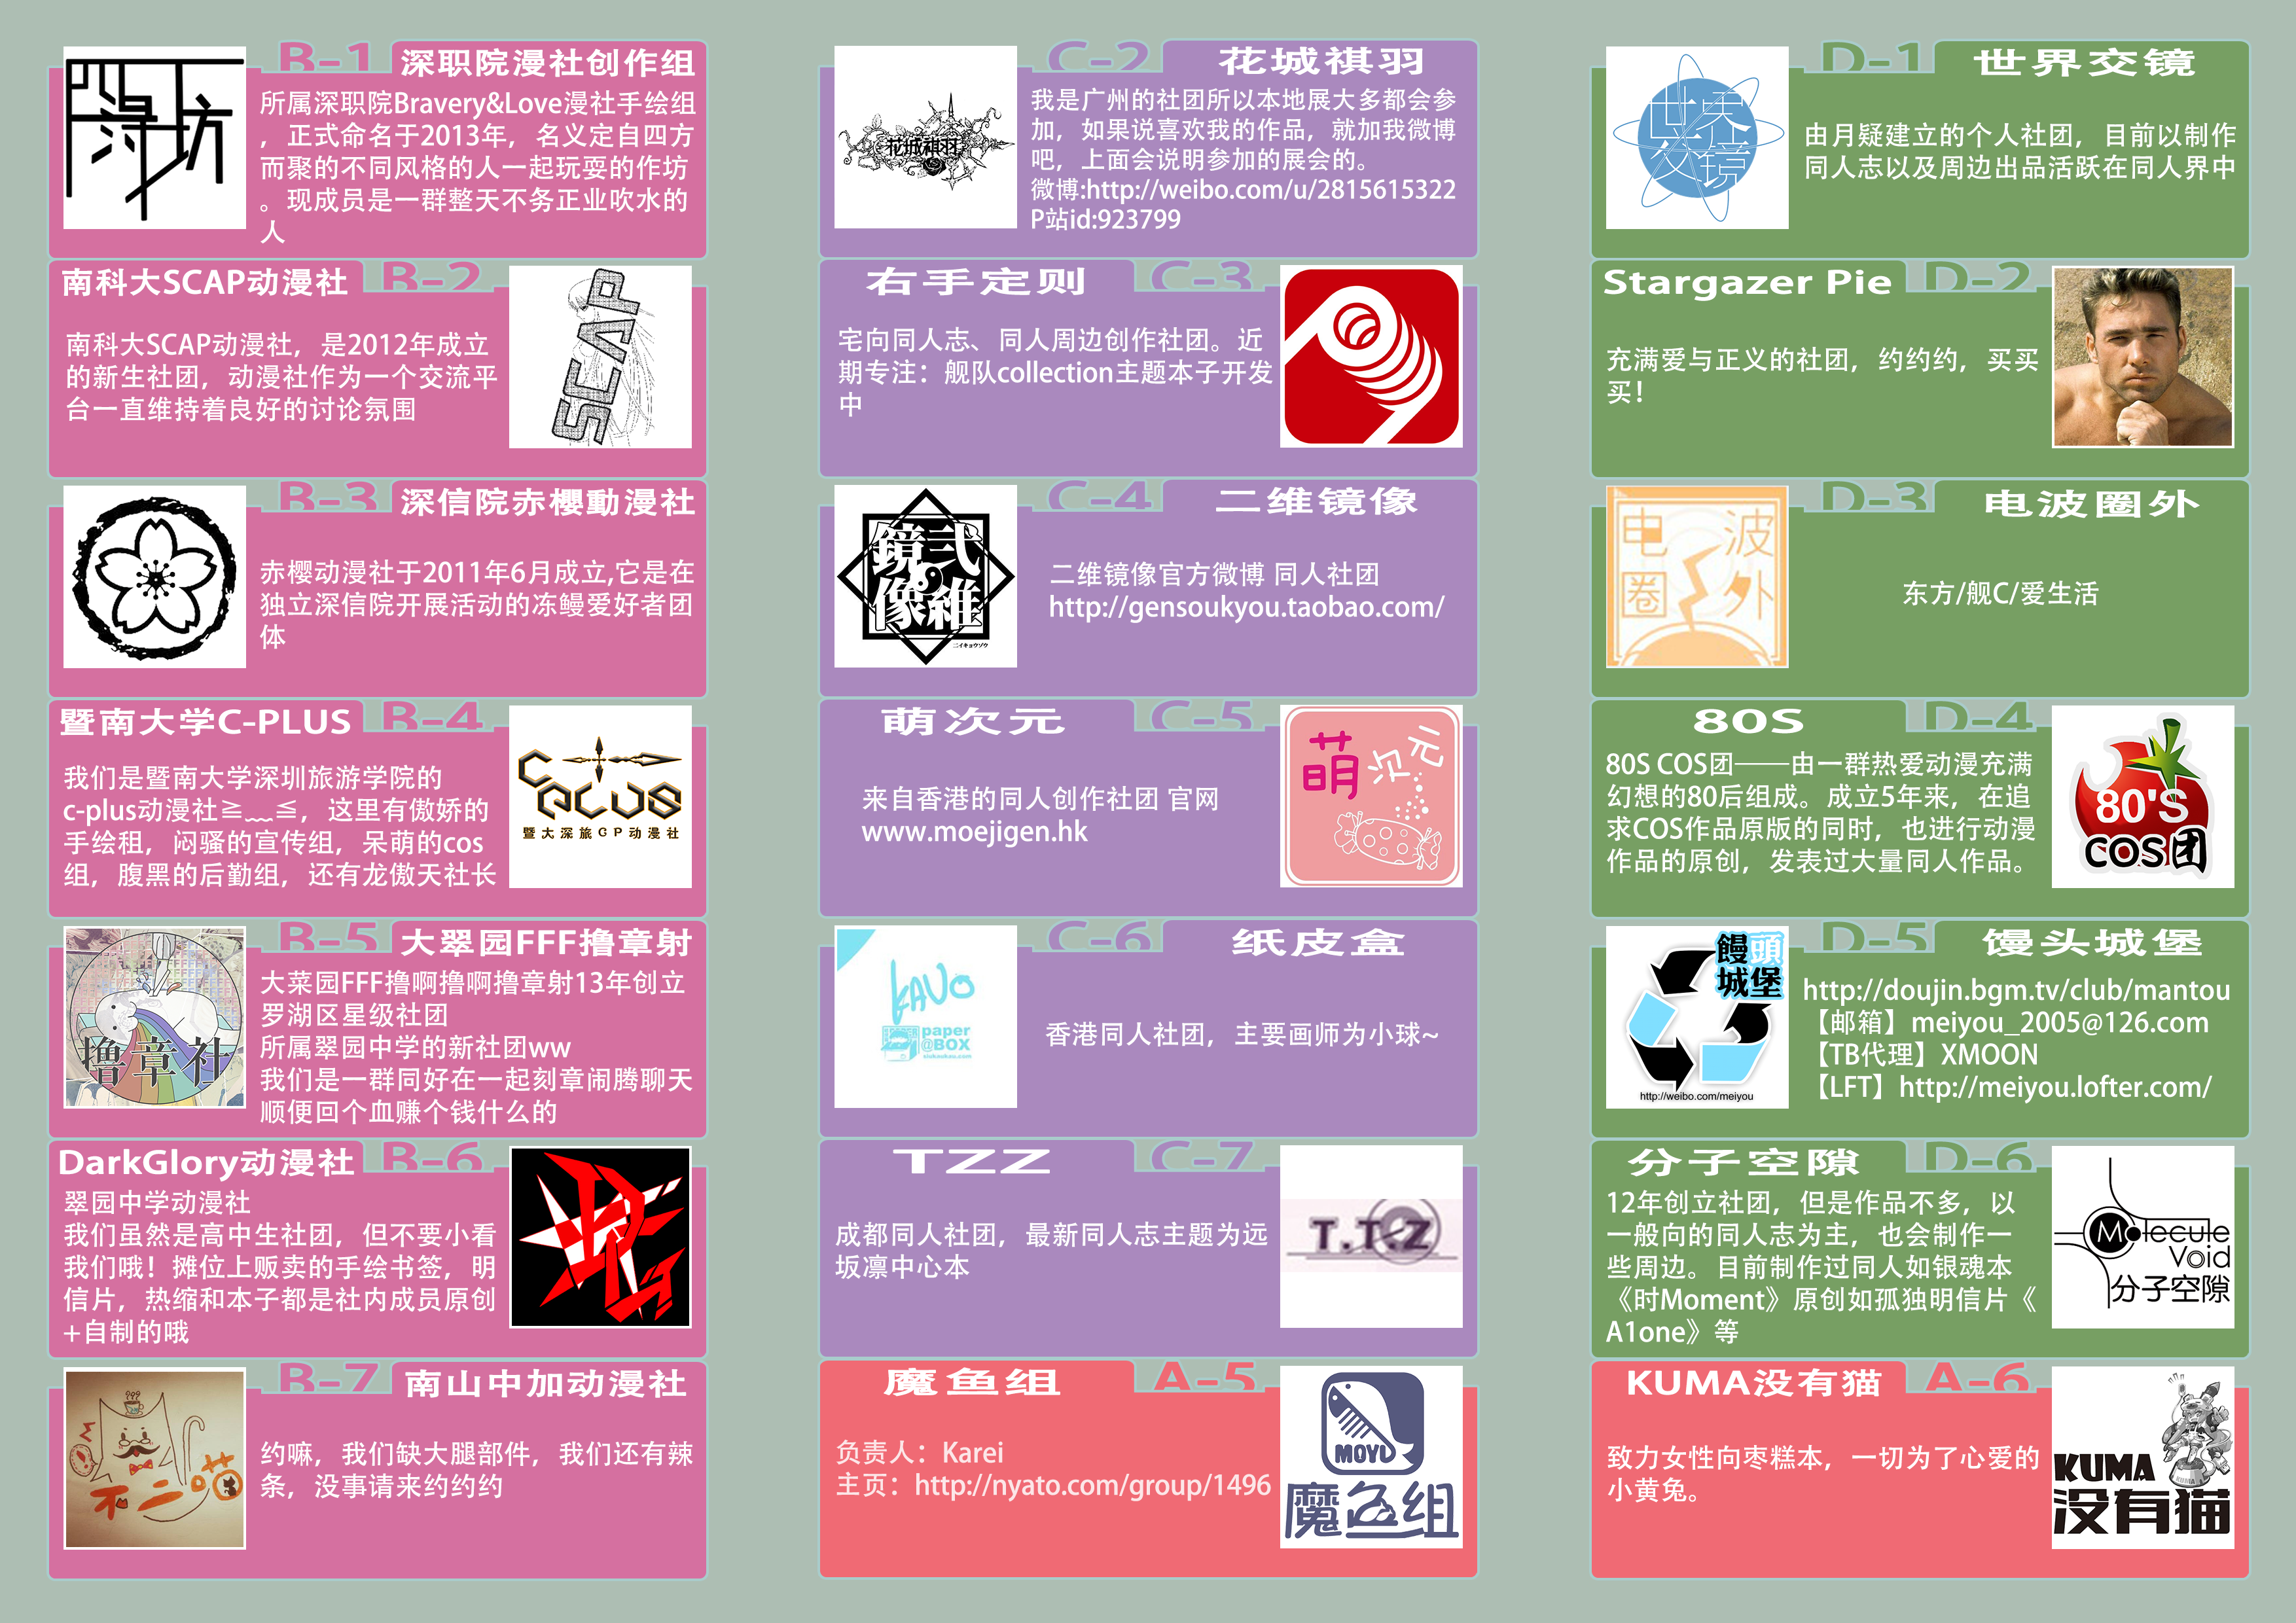 B-1
深职院漫社创作组
四浔坊
所属深职院Bravery&Love漫社手绘组
，正式命名于2013年，名义定自四方
而聚的不同风格的人一起玩耍的作坊
。现成员是一群整天不务正业吹水的
人
南科大SCAP动漫社
B-2
南科大SCAP动漫社，是2012年成立
的新生社团，动漫社作为一个交流平
台一直维持着良好的讨论氛围
SCAP
B-3
深信院赤樱動漫社
赤樱动漫社于2011年6月成立,它是在
独立深信院开展活动的冻鳗爱好者团
体
暨南大学C-PLUS
B-4
我们是暨南大学深圳旅游学院的
c-plus动漫社≧﹏≦，这里有傲娇的
手绘租，闷骚的宣传组，呆萌的cos
组，腹黑的后勤组，还有龙傲天社长
C
PLUS
暨大深旅CP动漫社
B-5
大翠园FFF撸章射
撸章社
大菜园FFF撸啊撸啊撸章射13年创立
罗湖区星级社团
所属翠园中学的新社团ww
我们是一群同好在一起刻章闹腾聊天
顺便回个血赚个钱什么的
DarkGlory动漫社
B-6
翠园中学动漫社
我们虽然是高中生社团，但不要小看
我们哦！摊位上贩卖的手绘书签，明
信片，热缩和本子都是社内成员原创
+自制的哦
B-7
南山中加动漫社
不二喵
约嘛，我们缺大腿部件，我们还有辣
条，没事请来约约约
C-2
花城祺羽
花城祺羽
我是广州的社团所以本地展大多都会参
加，如果说喜欢我的作品，就加我微博
吧，上面会说明参加的展会的。
微博:http://weibo.com/u/2815615322
P站id:923799
右手定则
C-3
宅向同人志、同人周边创作社团。近
期专注：舰队collection主题本子开发
中
C-4
二维镜像
鏡弐
像維
ニイキョウゾウ
二维镜像官方微博 同人社团
http://gensoukyou.taobao.com/
萌次元
C-5
来自香港的同人创作社团 官网
www.moejigen.hk
萌次元
C-6
纸皮盒
KAUO
paper
@BOX
siukaukau.com
香港同人社团，主要画师为小球~
TZZ
C-7
成都同人社团，最新同人志主题为远
坂凛中心本
T.T.Z
魔鱼组
A-5
负责人：Karei
主页：http://nyato.com/group/1496
MOYU
魔鱼组
D-1
世界交镜
世界
交镜
由月疑建立的个人社团，目前以制作
同人志以及周边出品活跃在同人界中
Stargazer Pie
D-2
充满爱与正义的社团，约约约，买买
买！
D-3
电波圈外
电波
圈外
东方/舰C/爱生活
80S
D-4
80S COS团——由一群热爱动漫充满
幻想的80后组成。成立5年来，在追
求COS作品原版的同时，也进行动漫
作品的原创，发表过大量同人作品。
80'S
COS团
D-5
馒头城堡
饅頭
城堡
http://weibo.com/meiyou
http://doujin.bgm.tv/club/mantou
【邮箱】meiyou_2005@126.com
【TB代理】XMOON
【LFT】http://meiyou.lofter.com/
分子空隙
D-6
12年创立社团，但是作品不多，以
一般向的同人志为主，也会制作一
些周边。目前制作过同人如银魂本
《时Moment》原创如孤独明信片《
A1one》等
Molecule
Void
分子空隙
KUMA没有猫
A-6
致力女性向枣糕本，一切为了心爱的
小黄兔。
KUMA
没有猫